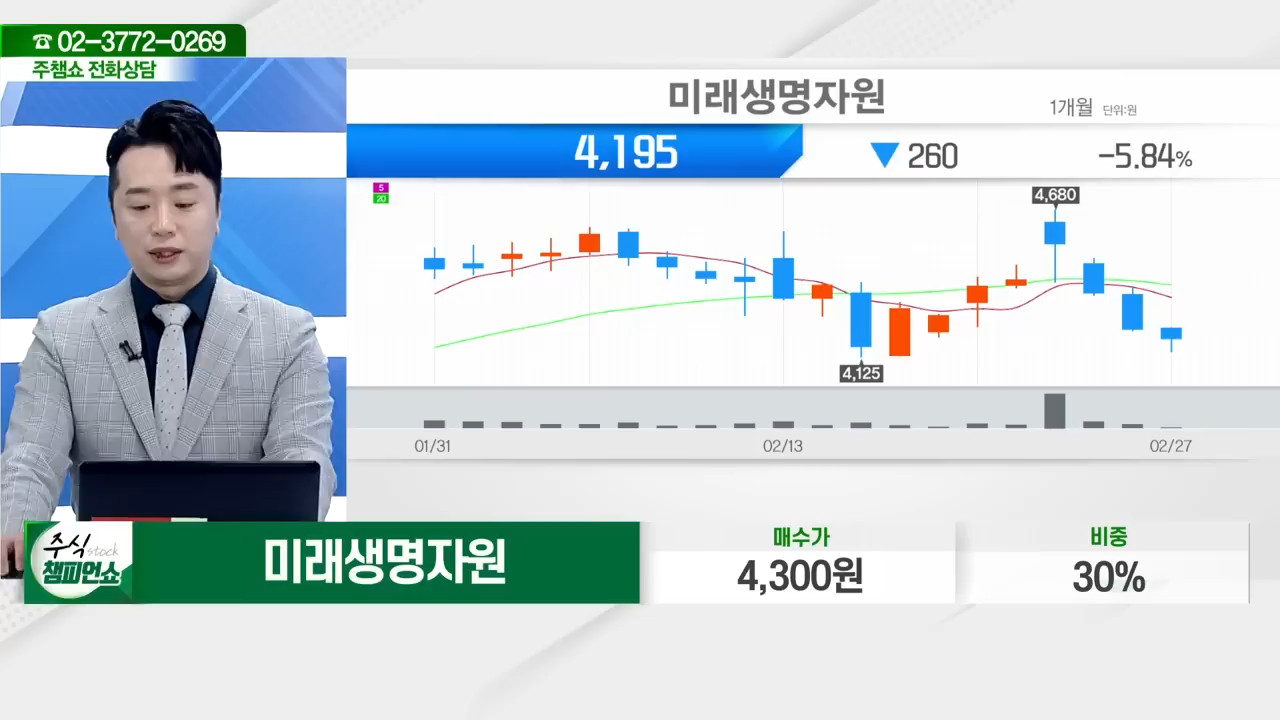 ☎ 02-3772-0269
주챔쇼 전화상담
미래생명자원
1개월 단위:원
4,195 ▼ 260 -5.84%
5
20
4,680
4,125
01/31 02/13 02/27
주식 stock
챔피언쇼
미래생명자원
매수가
4,300원
비중
30%